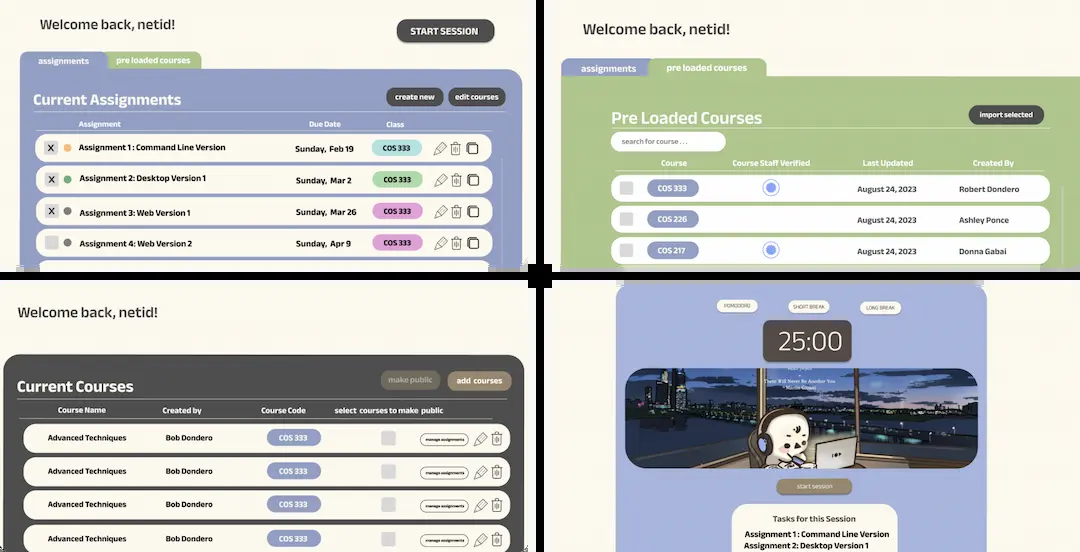 Welcome back, netid!
START SESSION
assignments pre loaded courses
Current Assignments
create new edit courses
Assignment Due Date Class
X Assignment 1 : Command Line Version Sunday, Feb 19 COS 333
X Assignment 2: Desktop Version 1 Sunday, Mar 2 COS 333
X Assignment 3: Web Version 1 Sunday, Mar 26 COS 333
Assignment 4: Web Version 2 Sunday, Apr 9 COS 333
Welcome back, netid!
assignments pre loaded courses
Pre Loaded Courses
import selected
search for course . . .
Course Course Staff Verified Last Updated Created By
COS 333 August 24, 2023 Robert Dondero
COS 226 August 24, 2023 Ashley Ponce
COS 217 August 24, 2023 Donna Gabai
Welcome back, netid!
Current Courses
make public add courses
Course Name Created by Course Code select courses to make public
Advanced Techniques Bob Dondero COS 333 manage assignments
Advanced Techniques Bob Dondero COS 333 manage assignments
Advanced Techniques Bob Dondero COS 333 manage assignments
Advanced Techniques Bob Dondero COS 333 manage assignments
POMODORO SHORT BREAK LONG BREAK
25:00
There Will Never Be Another You
start session
Tasks for this Session
Assignment 1 : Command Line Version
Assignment 2: Desktop Version 1